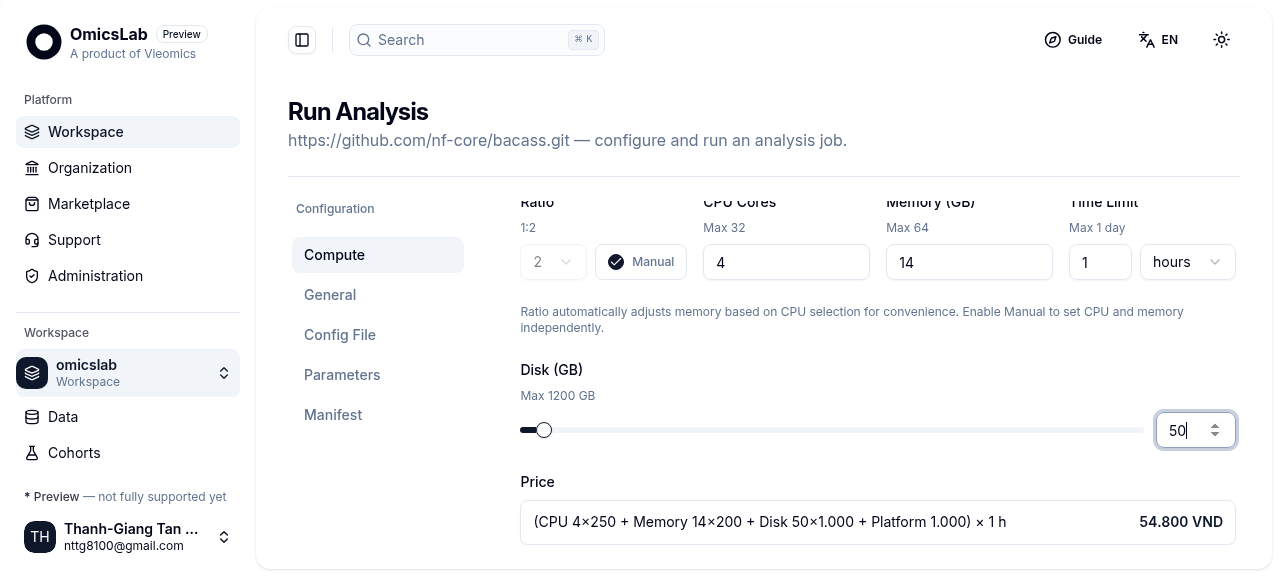 OmicsLab Preview
A product of Vieomics
Platform
Workspace
Organization
Marketplace
Support
Administration
Workspace
omicslab
Workspace
Data
Cohorts
* Preview — not fully supported yet
TH
Thanh-Giang Tan ...
nttg8100@gmail.com
Search ⌘ K
Guide
EN
Run Analysis
https://github.com/nf-core/bacass.git — configure and run an analysis job.
Configuration
Compute
General
Config File
Parameters
Manifest
Ratio CPU Cores Memory (GB) Time Limit
1:2 Max 32 Max 64 Max 1 day
2 Manual 4 14 1 hours
Ratio automatically adjusts memory based on CPU selection for convenience. Enable Manual to set CPU and memory
independently.
Disk (GB)
Max 1200 GB
50
Price
(CPU 4×250 + Memory 14×200 + Disk 50×1.000 + Platform 1.000) × 1 h 54.800 VND